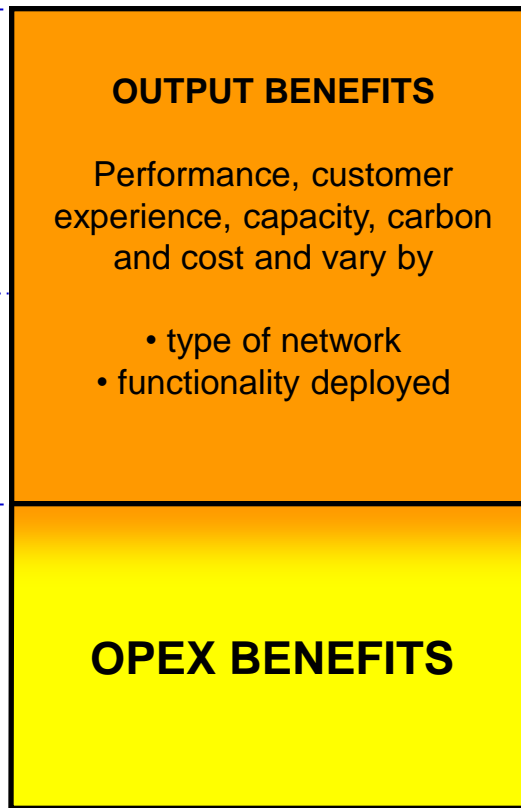 OUTPUT BENEFITS
Performance, customer
experience, capacity, carbon
and cost and vary by
• type of network
• functionality deployed
OPEX BENEFITS